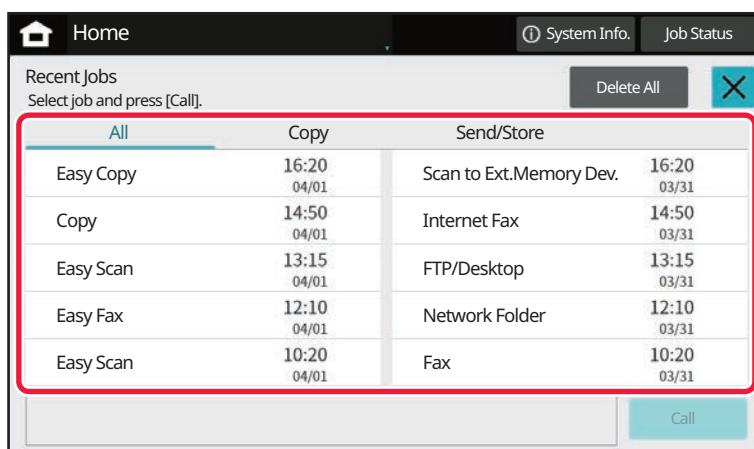 Home
System Info.
Job Status
Recent Jobs
Select job and press [Call].
Delete All
All
Copy
Send/Store
Easy Copy
16:20
04/01
Copy
14:50
04/01
Easy Scan
13:15
04/01
Easy Fax
12:10
04/01
Easy Scan
10:20
04/01
Scan to Ext.Memory Dev.
16:20
03/31
Internet Fax
14:50
03/31
FTP/Desktop
13:15
03/31
Network Folder
12:10
03/31
Fax
10:20
03/31
Call